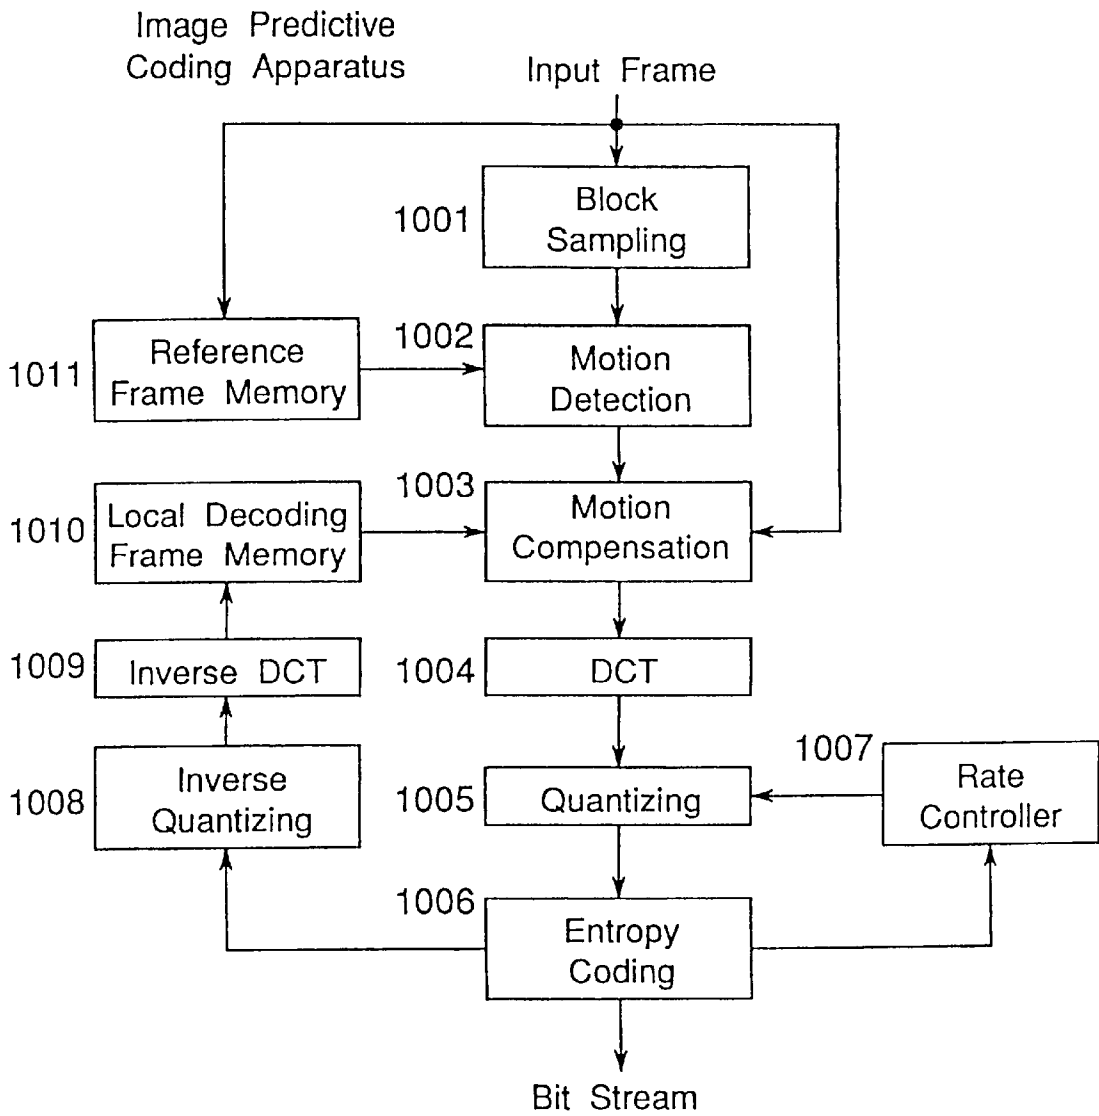 Image Predictive
Coding Apparatus
Input Frame
1001
Block
Sampling
1011
Reference
Frame Memory
1002
Motion
Detection
1010
Local Decoding
Frame Memory
1003
Motion
Compensation
1009
Inverse DCT
1004
DCT
1008
Inverse
Quantizing
1005
Quantizing
1007
Rate
Controller
1006
Entropy
Coding
Bit Stream